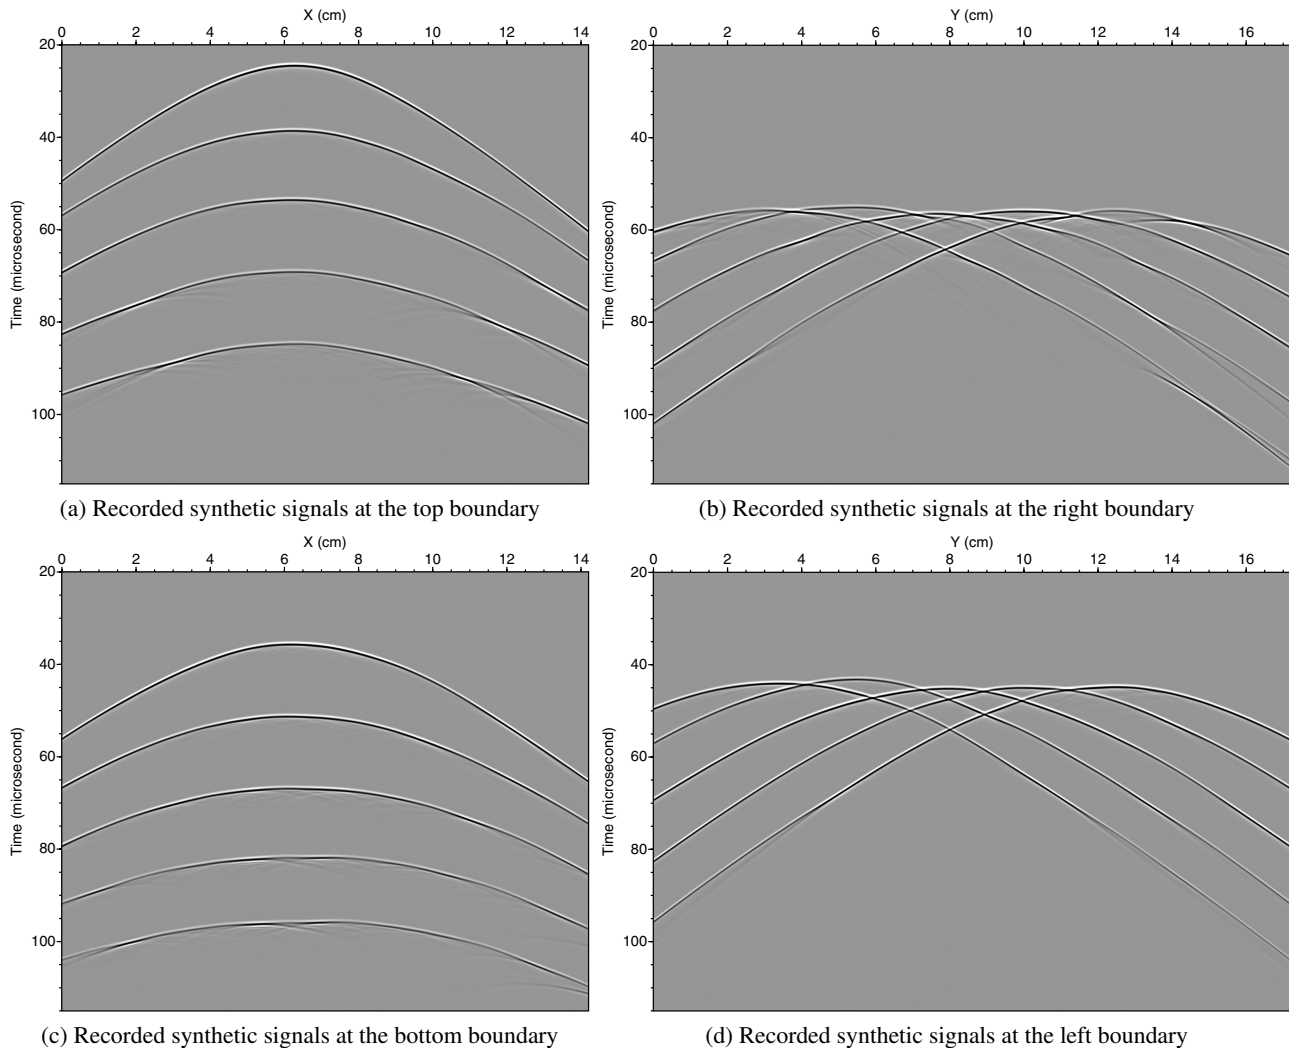 X (cm)
0 2 4 6 8 10 12 14
20
40
60
80
100
Time (microsecond)
(a) Recorded synthetic signals at the top boundary
Y (cm)
0 2 4 6 8 10 12 14 16
20
40
60
80
100
Time (microsecond)
(b) Recorded synthetic signals at the right boundary
X (cm)
0 2 4 6 8 10 12 14
20
40
60
80
100
Time (microsecond)
(c) Recorded synthetic signals at the bottom boundary
Y (cm)
0 2 4 6 8 10 12 14 16
20
40
60
80
100
Time (microsecond)
(d) Recorded synthetic signals at the left boundary